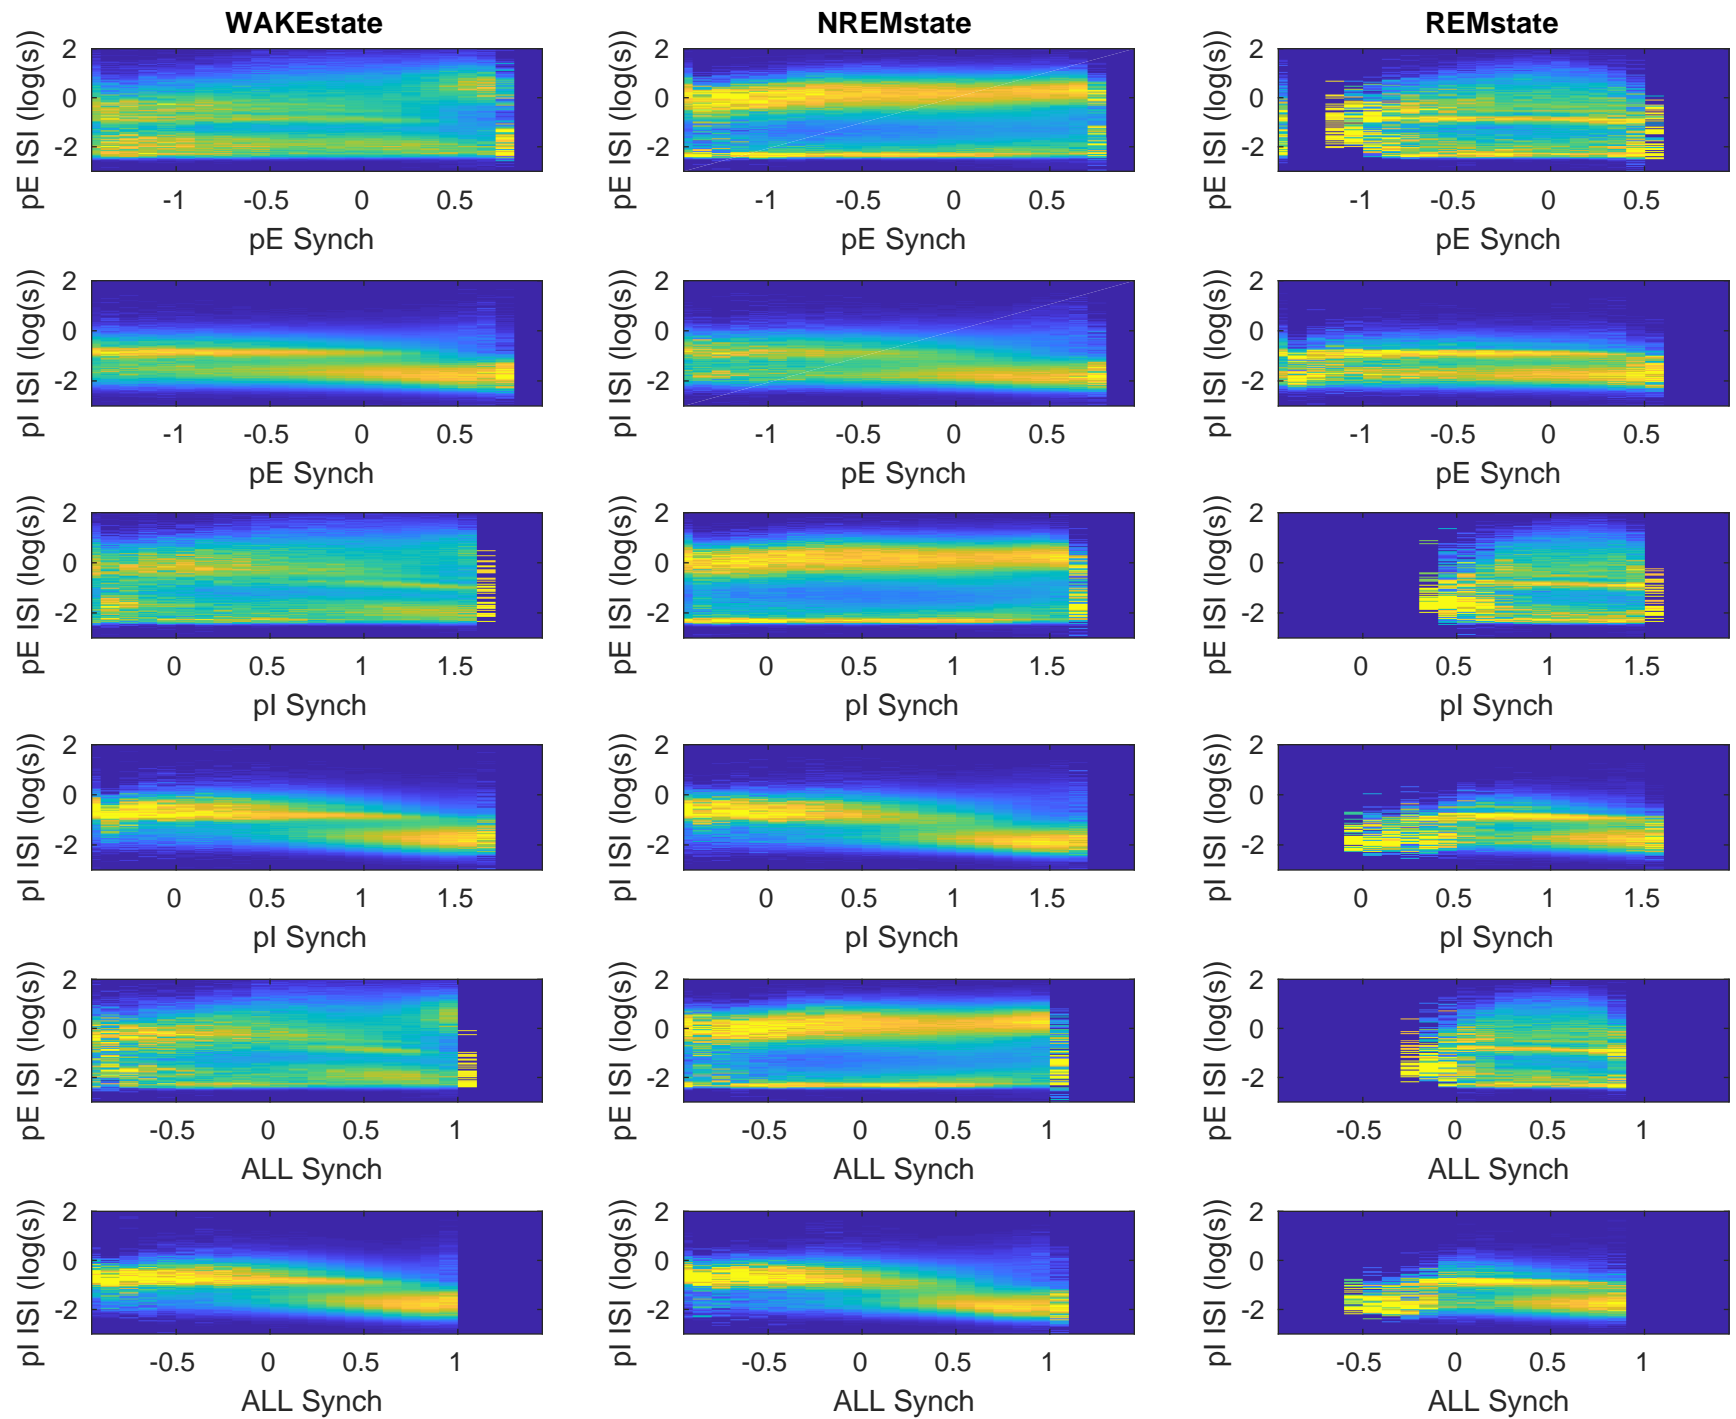 WAKEstate NREMstate REMstate
pE ISI (log(s)) 2 0 -2 pE ISI (log(s)) 2 0 -2 pE ISI (log(s)) 2 0 -2
-1 -0.5 0 0.5 -1 -0.5 0 0.5 -1 -0.5 0 0.5
pE Synch pE Synch pE Synch
pI ISI (log(s)) 2 0 -2 pI ISI (log(s)) 2 0 -2 pI ISI (log(s)) 2 0 -2
-1 -0.5 0 0.5 -1 -0.5 0 0.5 -1 -0.5 0 0.5
pE Synch pE Synch pE Synch
pE ISI (log(s)) 2 0 -2 pE ISI (log(s)) 2 0 -2 pE ISI (log(s)) 2 0 -2
0 0.5 1 1.5 0 0.5 1 1.5 0 0.5 1 1.5
pI Synch pI Synch pI Synch
pI ISI (log(s)) 2 0 -2 pI ISI (log(s)) 2 0 -2 pI ISI (log(s)) 2 0 -2
0 0.5 1 1.5 0 0.5 1 1.5 0 0.5 1 1.5
pI Synch pI Synch pI Synch
pE ISI (log(s)) 2 0 -2 pE ISI (log(s)) 2 0 -2 pE ISI (log(s)) 2 0 -2
-0.5 0 0.5 1 -0.5 0 0.5 1 -0.5 0 0.5 1
ALL Synch ALL Synch ALL Synch
pI ISI (log(s)) 2 0 -2 pI ISI (log(s)) 2 0 -2 pI ISI (log(s)) 2 0 -2
-0.5 0 0.5 1 -0.5 0 0.5 1 -0.5 0 0.5 1
ALL Synch ALL Synch ALL Synch